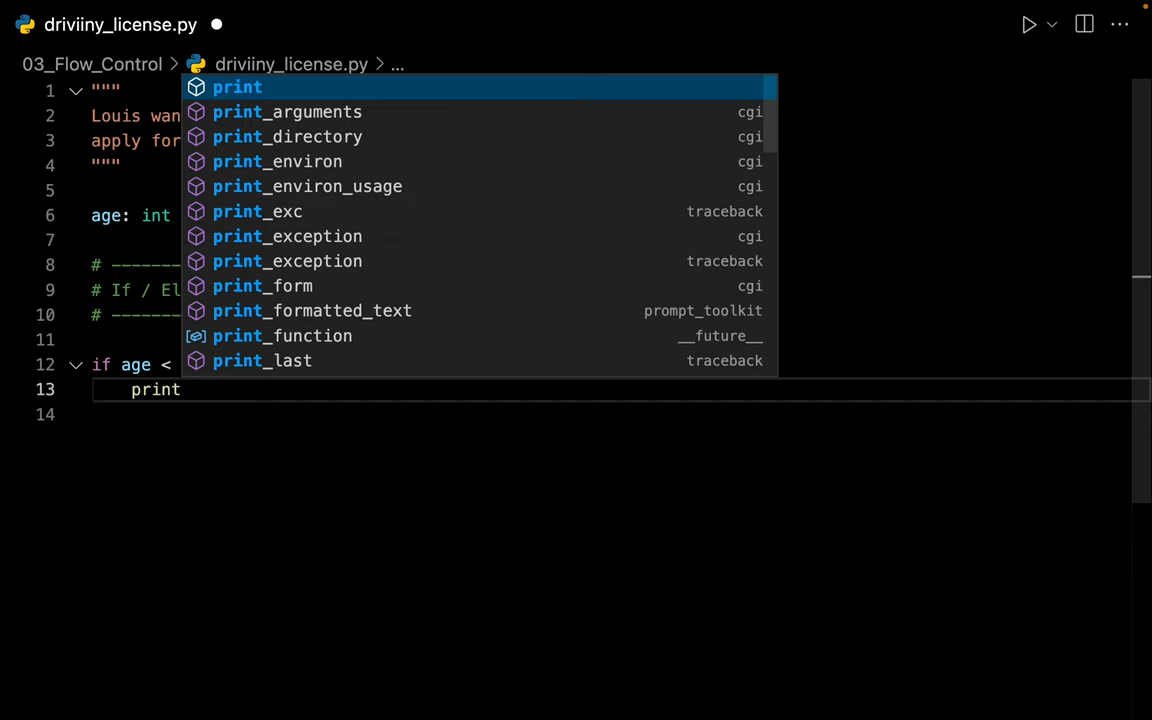 driviiny_license.py
03_Flow_Control > driviiny_license.py > ...
1 """
2 Louis wan
3 apply for
4 """
5
6 age: int
7
8 # --------
9 # If / El
10 # --------
11
12 if age <
13 print
14
print
print_arguments cgi
print_directory cgi
print_environ cgi
print_environ_usage cgi
print_exc traceback
print_exception cgi
print_exception traceback
print_form cgi
print_formatted_text prompt_toolkit
print_function __future__
print_last traceback